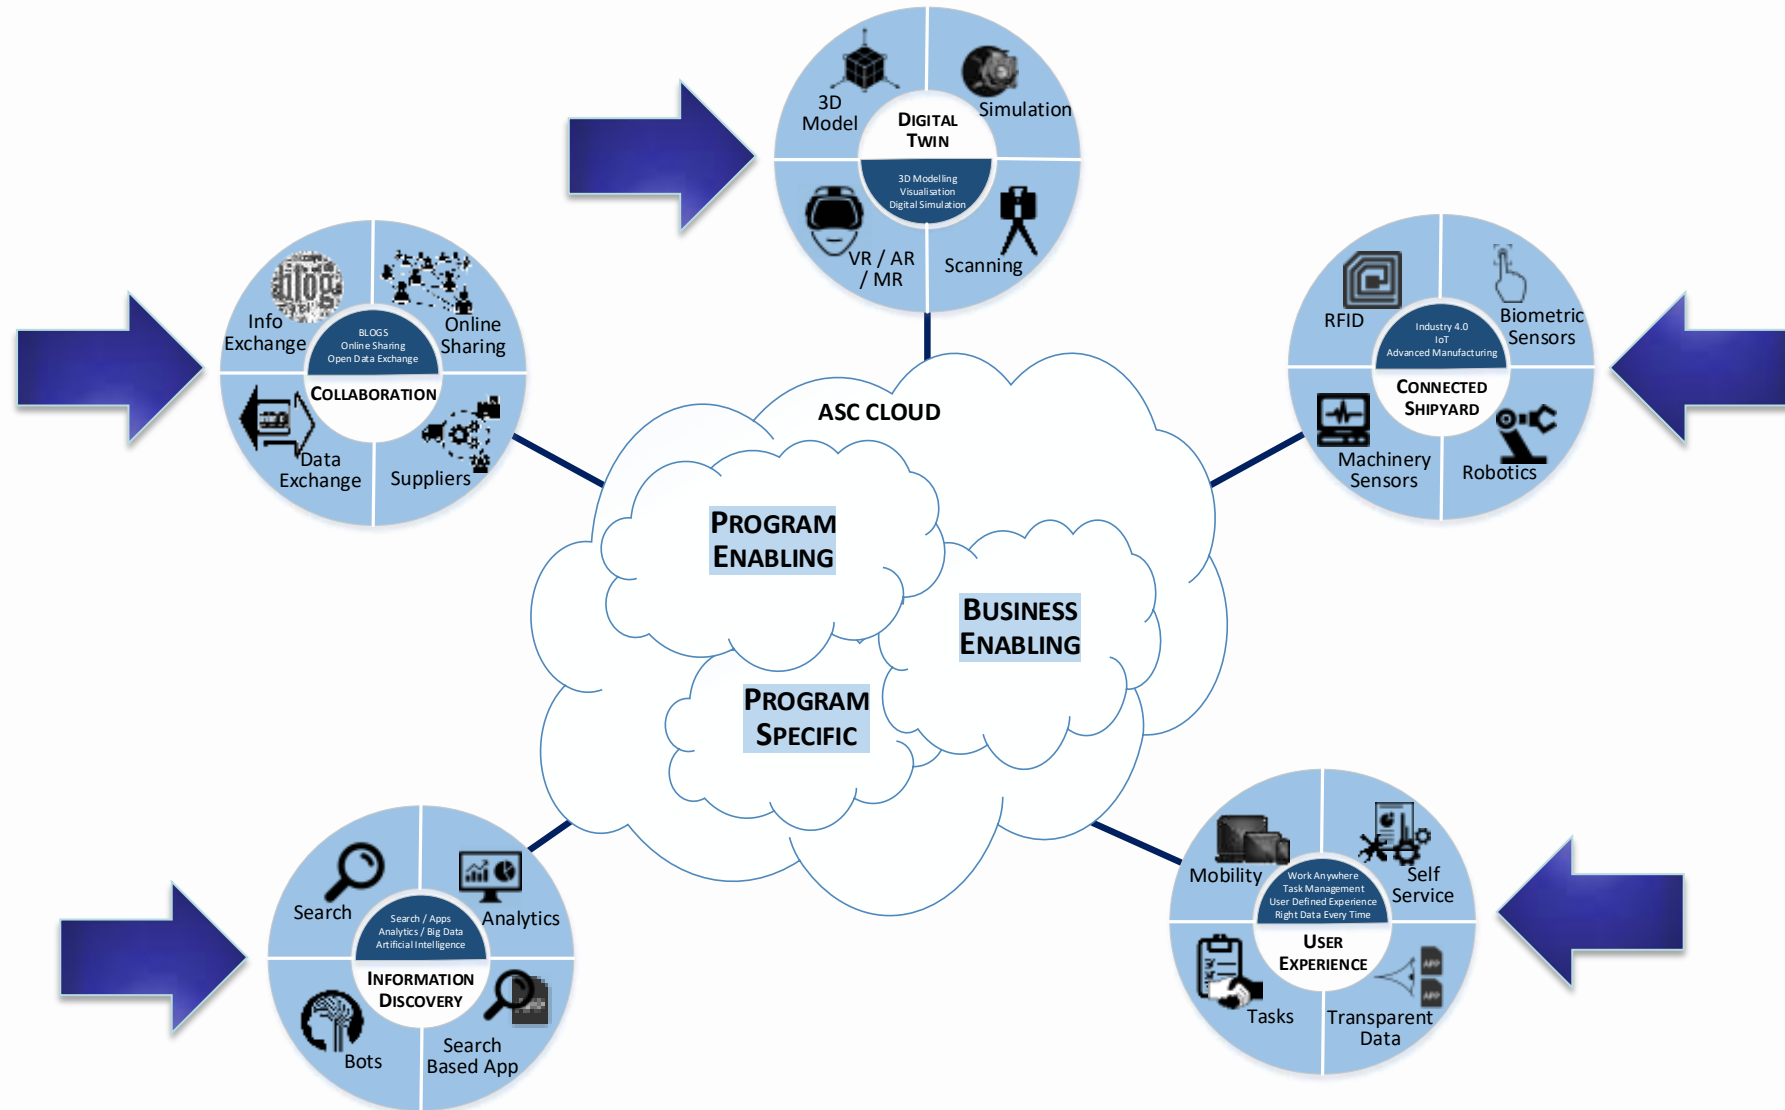 3D
Model
Simulation
DIGITAL
TWIN
3D Modelling
Visualisation
Digital Simulation
VR / AR
/ MR
Scanning
blog
Info
Exchange
Online
Sharing
BLOGS
Online Sharing
Open Data Exchange
COLLABORATION
Data
Exchange
Suppliers
RFID
Biometric
Sensors
Industry 4.0
IoT
Advanced Manufacturing
CONNECTED
SHIPYARD
Machinery
Sensors
Robotics
ASC CLOUD
PROGRAM
ENABLING
BUSINESS
ENABLING
PROGRAM
SPECIFIC
Search
Analytics
Search / Apps
Analytics / Big Data
Artificial Intelligence
INFORMATION
DISCOVERY
Bots
Search
Based App
Mobility
Self
Service
Work Anywhere
Task Management
User Defined Experience
Right Data Every Time
USER
EXPERIENCE
Tasks
APP
APP
Transparent
Data